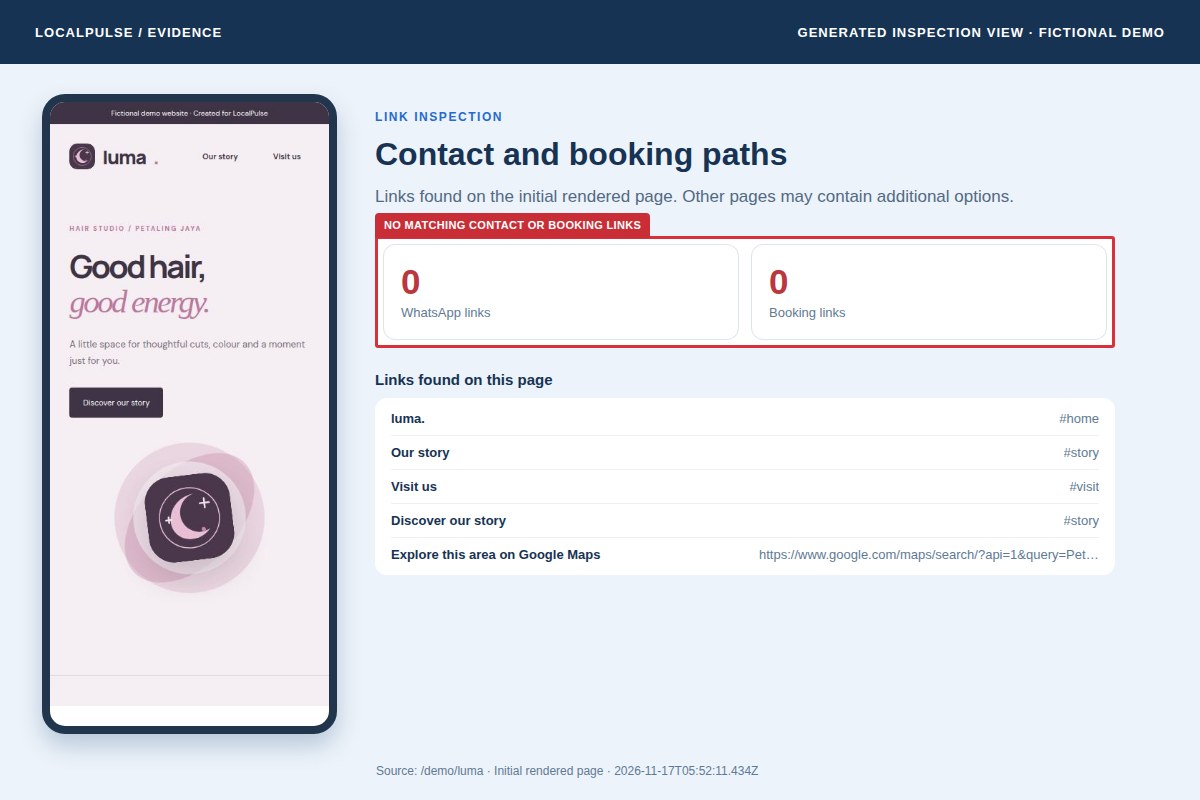 LOCALPULSE / EVIDENCE
GENERATED INSPECTION VIEW · FICTIONAL DEMO
Fictional demo website · Created for LocalPulse
luma .
Our story
Visit us
HAIR STUDIO / PETALING JAYA
Good hair,
good energy.
A little space for thoughtful cuts, colour and a moment
just for you.
Discover our story
LINK INSPECTION
Contact and booking paths
Links found on the initial rendered page. Other pages may contain additional options.
NO MATCHING CONTACT OR BOOKING LINKS
0
WhatsApp links
0
Booking links
Links found on this page
luma. #home
Our story #story
Visit us #visit
Discover our story #story
Explore this area on Google Maps https://www.google.com/maps/search/?api=1&query=Pet…
Source: /demo/luma · Initial rendered page · 2026-11-17T05:52:11.434Z